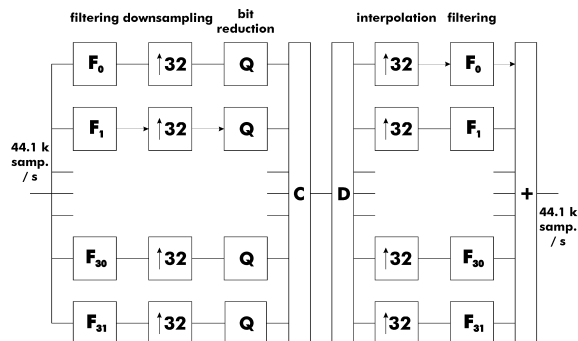 filtering downsampling bit reduction interpolation filtering
F0 ↑32 Q ↑32 F0
F1 ↑32 Q ↑32 F1
44.1 k samp. / s
C D +
44.1 k samp. / s
F30 ↑32 Q ↑32 F30
F31 ↑32 Q ↑32 F31